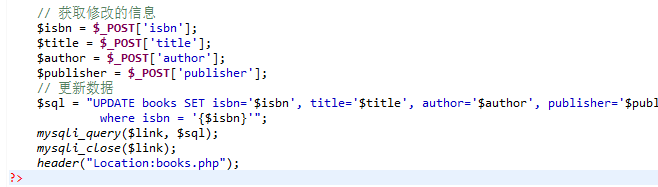 // 获取修改的信息
$isbn = $_POST['isbn'];
$title = $_POST['title'];
$author = $_POST['author'];
$publisher = $_POST['publisher'];
// 更新数据
$sql = "UPDATE books SET isbn='$isbn', title='$title', author='$author', publisher='$publ
where isbn = '{$isbn}'";
mysqli_query($link, $sql);
mysqli_close($link);
header("Location:books.php");
?>